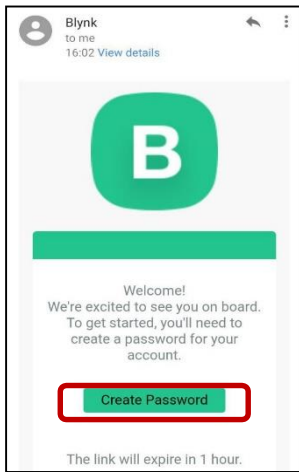 Blynk
to me
16:02 View details
B
Welcome!
We're excited to see you on board.
To get started, you'll need to
create a password for your
account.
Create Password
The link will expire in 1 hour.